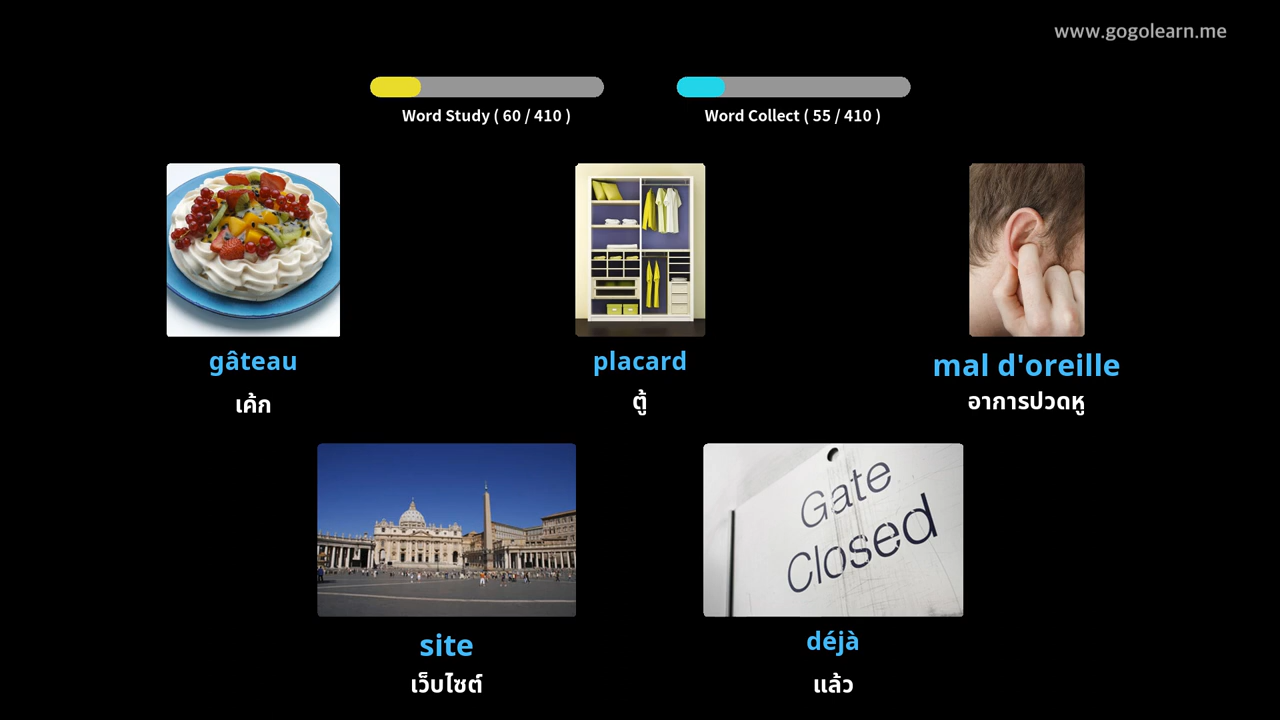 www.gogolearn.me
Word Study ( 60 / 410 )
Word Collect ( 55 / 410 )
gâteau
เค้ก
placard
ตู้
mal d'oreille
อาการปวดหู
Gate
Closed
site
เว็บไซต์
déjà
แล้ว